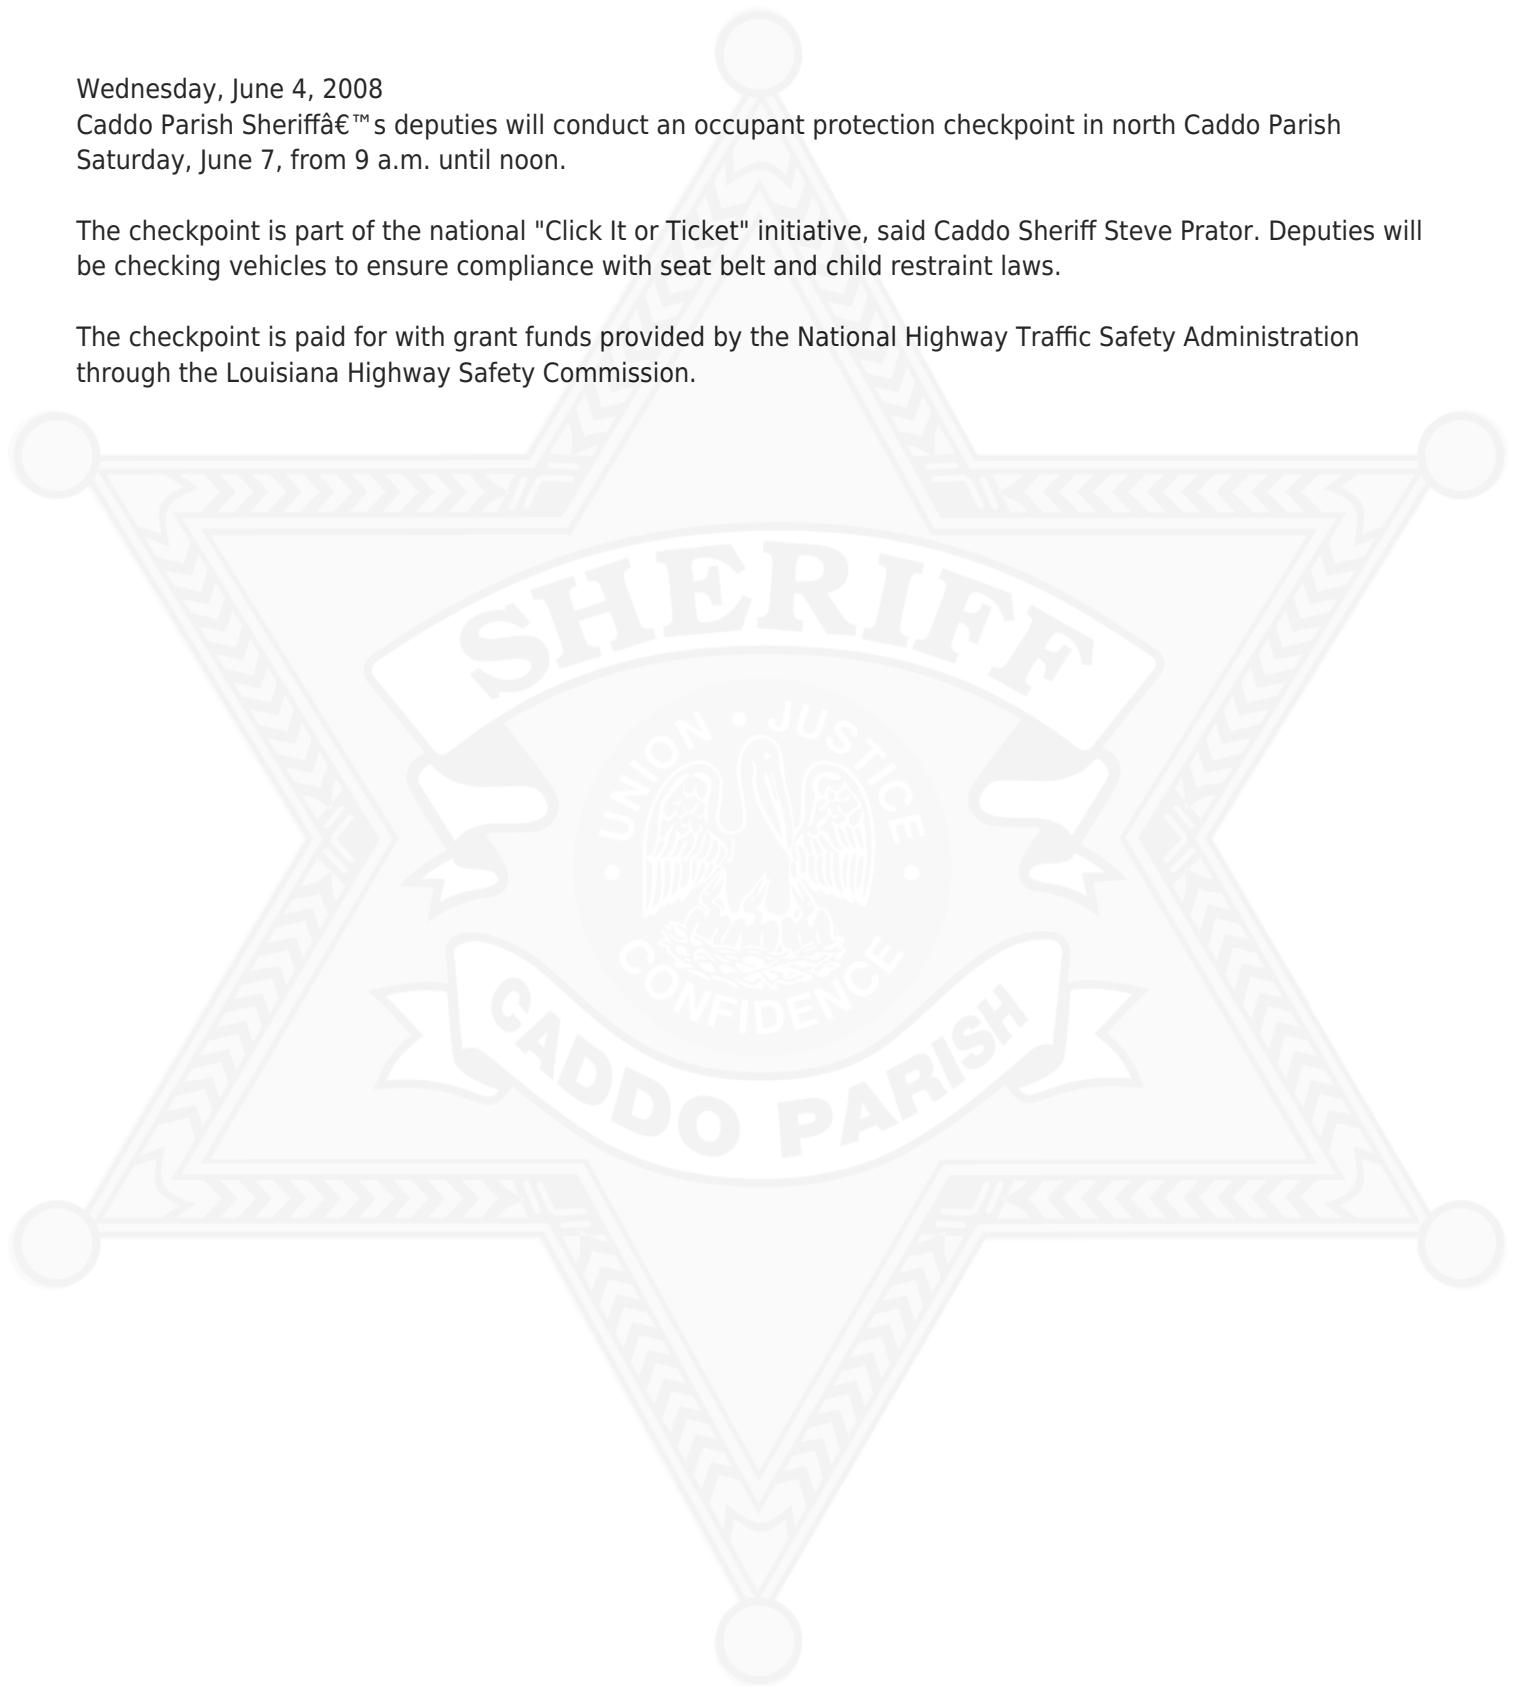 Wednesday, June 4, 2008
Caddo Parish Sheriffâ€™s deputies will conduct an occupant protection checkpoint in north Caddo Parish
Saturday, June 7, from 9 a.m. until noon.
The checkpoint is part of the national "Click It or Ticket" initiative, said Caddo Sheriff Steve Prator. Deputies will
be checking vehicles to ensure compliance with seat belt and child restraint laws.
The checkpoint is paid for with grant funds provided by the National Highway Traffic Safety Administration
through the Louisiana Highway Safety Commission.
SHERIFF
UNION • JUSTICE
• CONFIDENCE •
CADDO PARISH